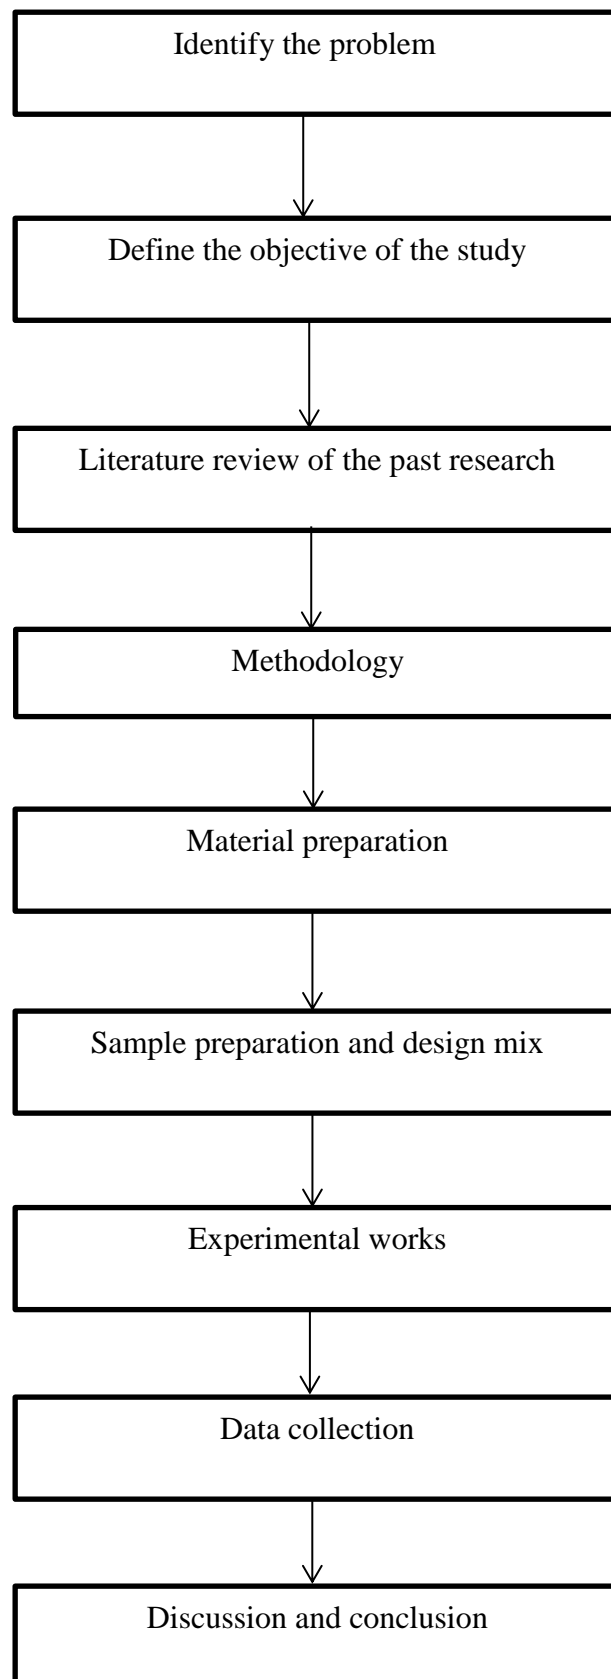 Identify the problem
Define the objective of the study
Literature review of the past research
Methodology
Material preparation
Sample preparation and design mix
Experimental works
Data collection
Discussion and conclusion